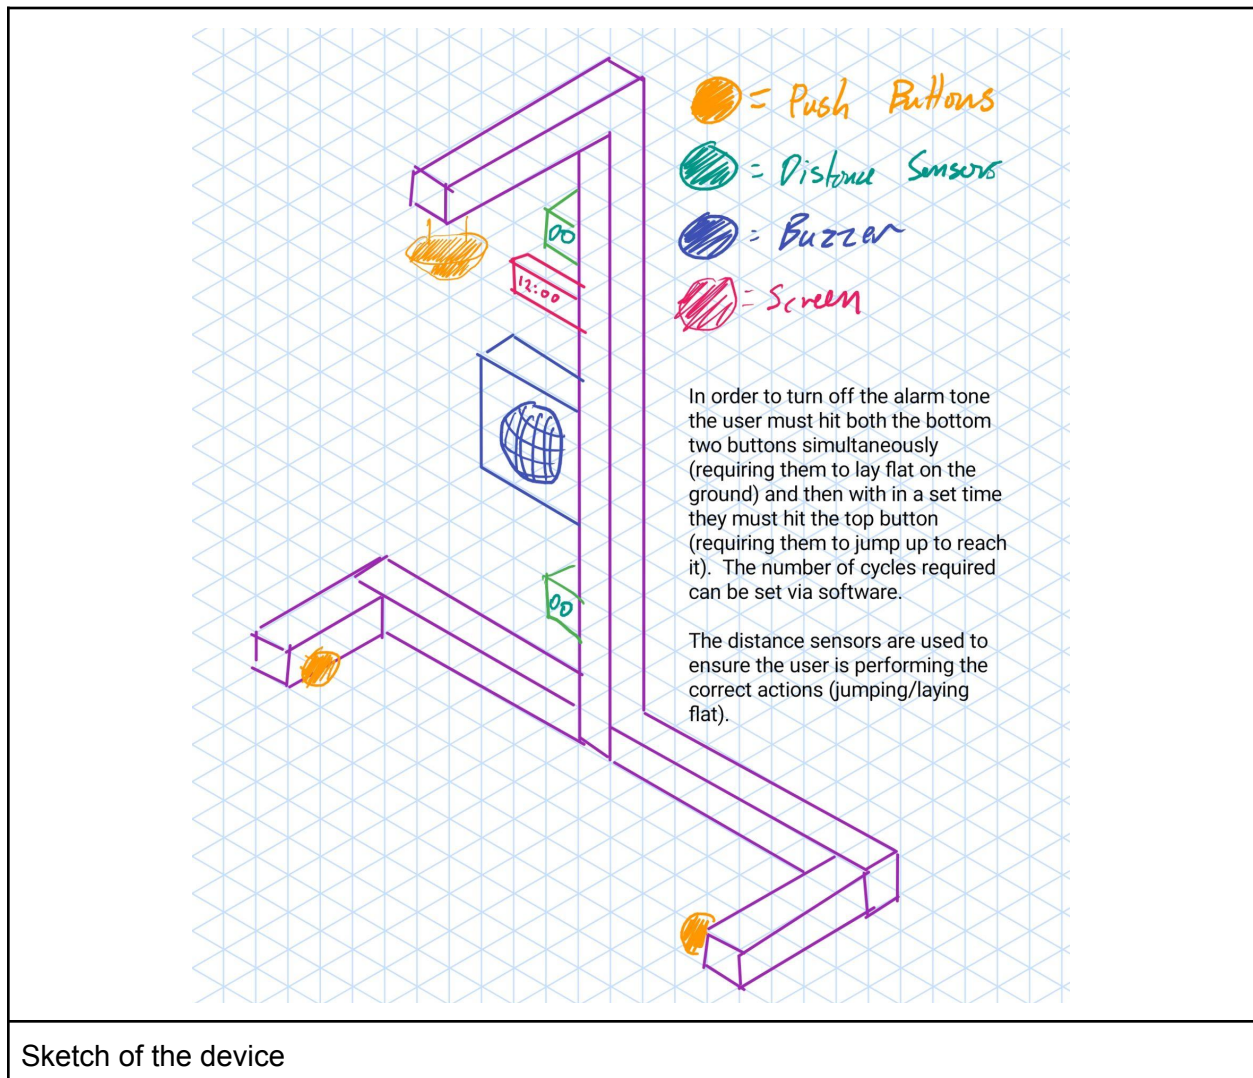 = Push Buttons
= Distance Sensors
= Buzzer
= Screen
12:00
In order to turn off the alarm tone
the user must hit both the bottom
two buttons simultaneously
(requiring them to lay flat on the
ground) and then with in a set time
they must hit the top button
(requiring them to jump up to reach
it).  The number of cycles required
can be set via software.
The distance sensors are used to
ensure the user is performing the
correct actions (jumping/laying
flat).
Sketch of the device